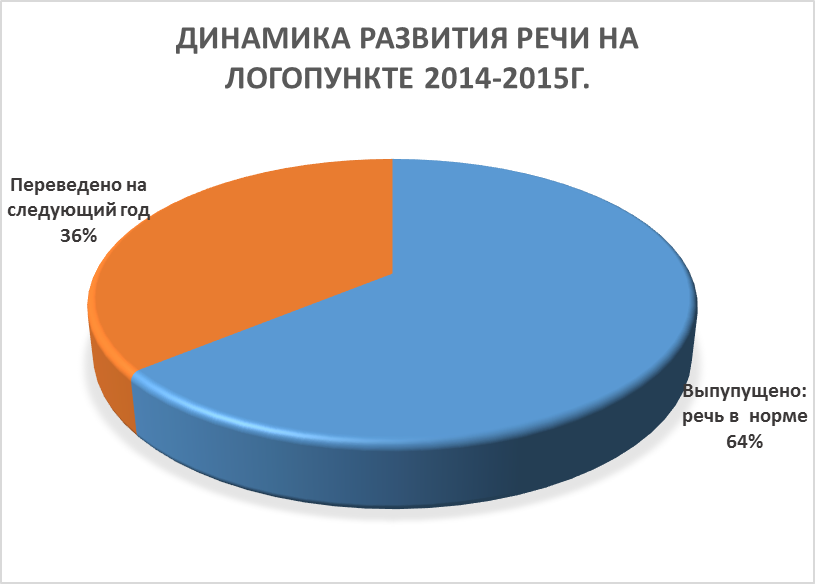 ДИНАМИКА РАЗВИТИЯ РЕЧИ НА
ЛОГОПУНКТЕ 2014-2015Г.
Переведено на
следующий год
36%
Выпупущено:
речь в  норме
64%